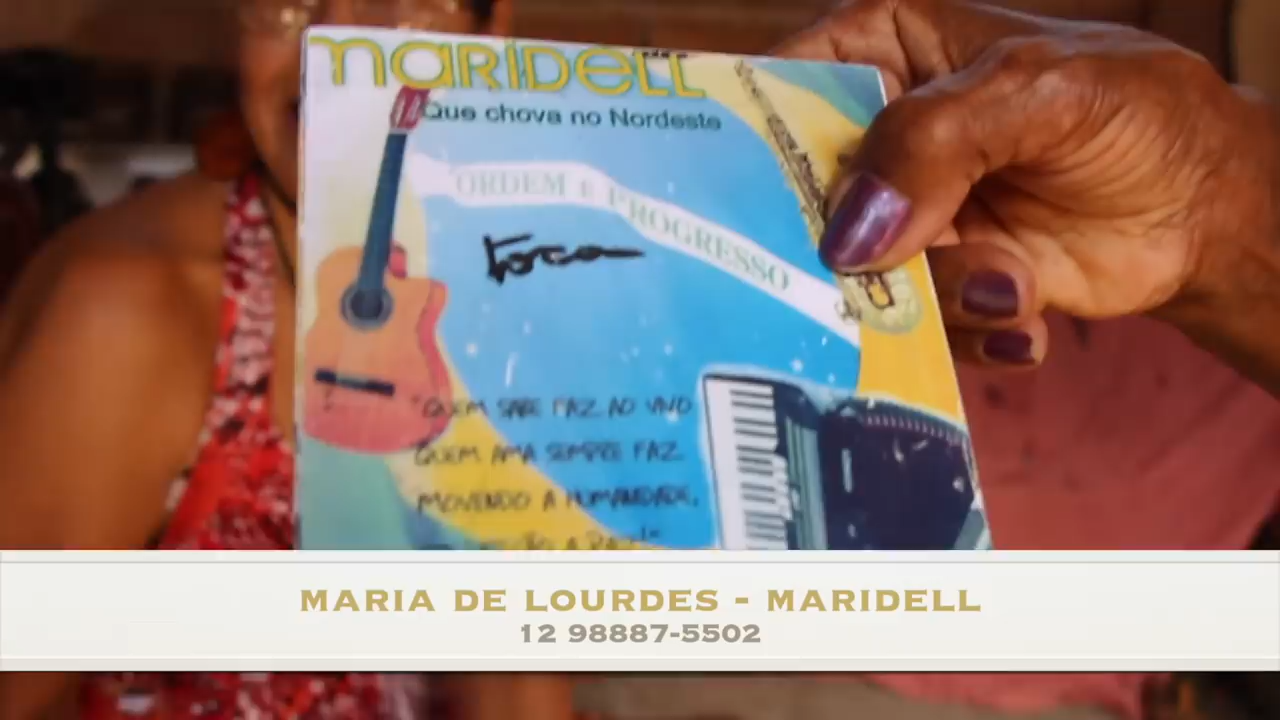 MARIDELL
Que chova no Nordeste
ORDEM E PROGRESSO
"QUEM SABE FAZ AO VIVO
QUEM AMA SEMPRE FAZ
MOVENDO A HUMANIDADE,
A PAZ!"
MARIA DE LOURDES - MARIDELL
12 98887-5502